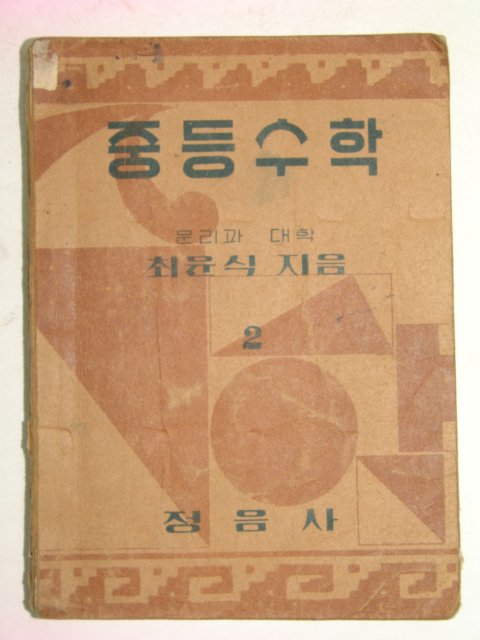 중등수학
문리과 대학
최윤식 지음
2
정음사